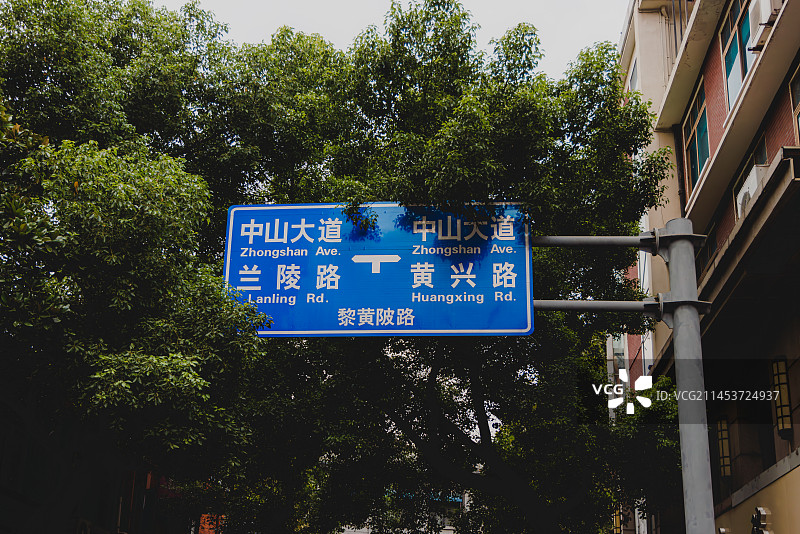 中山大道 中山大道
Zhongshan Ave. Zhongshan Ave.
兰陵路 黄兴路
Lanling Rd. Huangxing Rd.
黎黄陂路
VCG ID: VCG211453724937